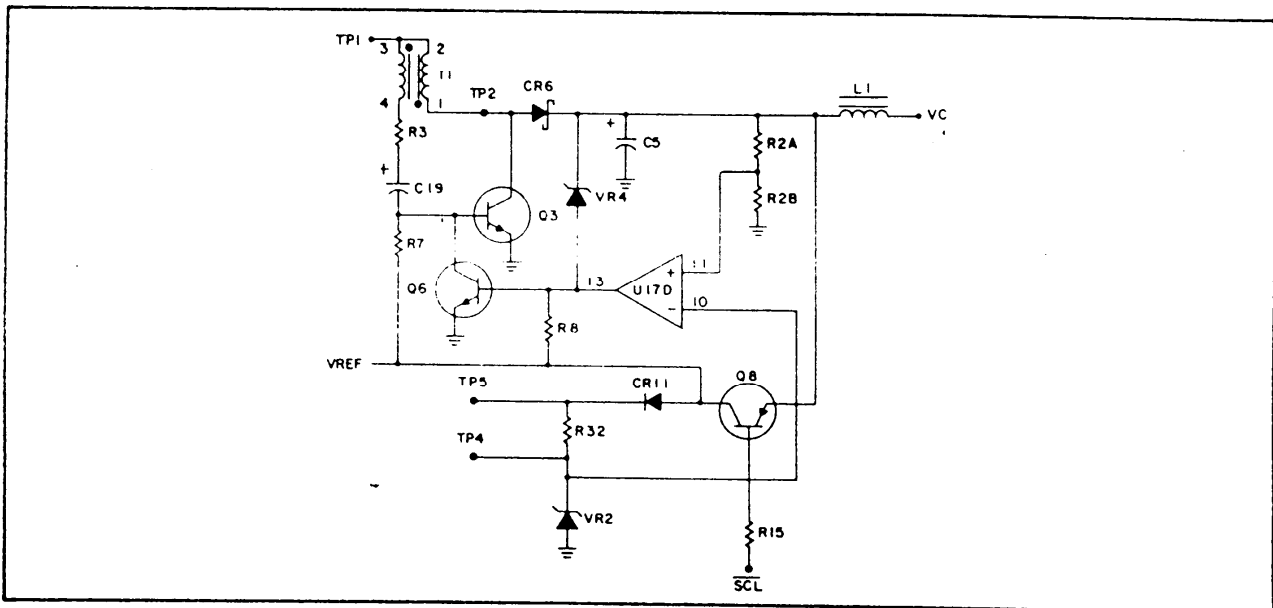 TP1
3 2
T1
4 1
TP2
CR6
L1
VC
R3
+
C5
R2A
+
C19
VR4
R2B
Q3
R7
11
+
13
U17D
Q6
10
-
R8
VREF
Q8
TP5
CR11
R32
TP4
VR2
R15
SCL